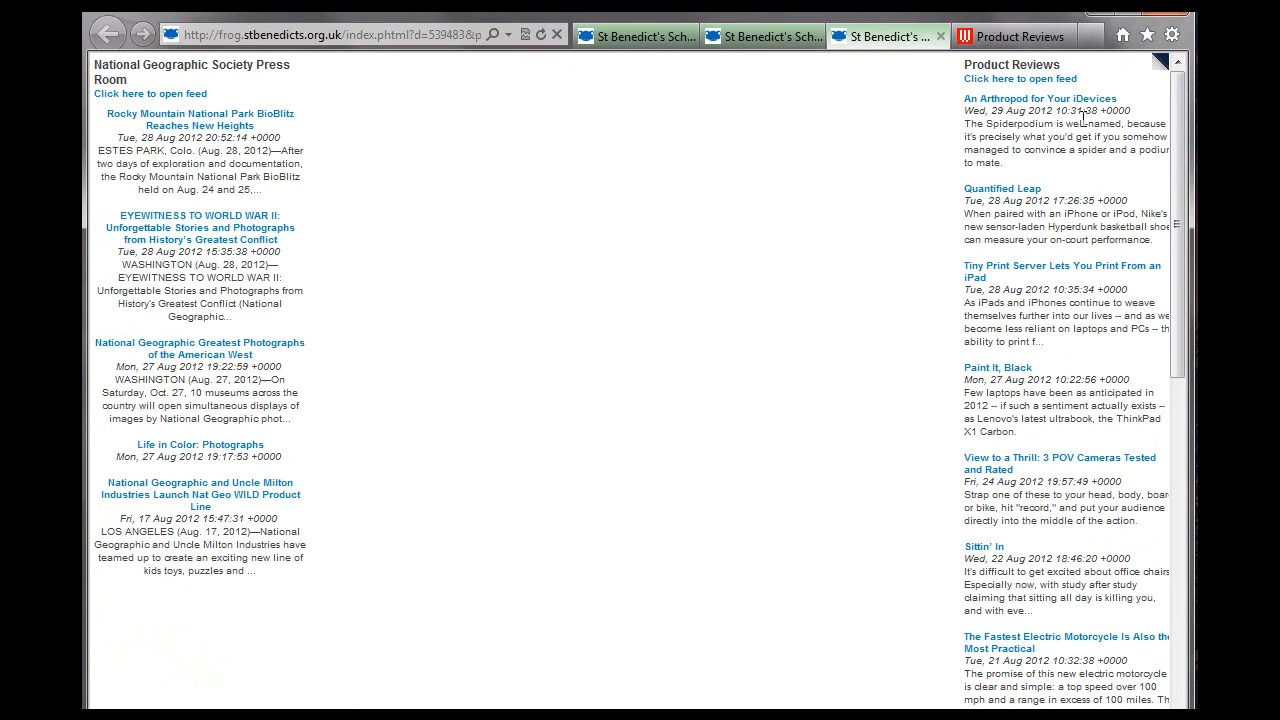 http://frog.stbenedicts.org.uk/index.phtml?d=539483&p
St Benedict's Sch...
St Benedict's Sch...
St Benedict's ...
Product Reviews
National Geographic Society Press
Room
Click here to open feed
Rocky Mountain National Park BioBlitz
Reaches New Heights
Tue, 28 Aug 2012 20:52:14 +0000
ESTES PARK, Colo. (Aug. 28, 2012)—After
two days of exploration and documentation,
the Rocky Mountain National Park BioBlitz
held on Aug. 24 and 25,...
EYEWITNESS TO WORLD WAR II:
Unforgettable Stories and Photographs
from History's Greatest Conflict
Tue, 28 Aug 2012 15:35:38 +0000
WASHINGTON (Aug. 28, 2012)—
EYEWITNESS TO WORLD WAR II:
Unforgettable Stories and Photographs from
History's Greatest Conflict (National
Geographic...
National Geographic Greatest Photographs
of the American West
Mon, 27 Aug 2012 19:22:59 +0000
WASHINGTON (Aug. 27, 2012)—On
Saturday, Oct. 27, 10 museums across the
country will open simultaneous displays of
images by National Geographic phot...
Life in Color: Photographs
Mon, 27 Aug 2012 19:17:53 +0000
National Geographic and Uncle Milton
Industries Launch Nat Geo WILD Product
Line
Fri, 17 Aug 2012 15:47:31 +0000
LOS ANGELES (Aug. 17, 2012)—National
Geographic and Uncle Milton Industries have
teamed up to create an exciting new line of
kids toys, puzzles and ...
Product Reviews
Click here to open feed
An Arthropod for Your iDevices
Wed, 29 Aug 2012 10:31:38 +0000
The Spiderpodium is well named, because
it's precisely what you'd get if you somehow
managed to convince a spider and a podium
to mate.
Quantified Leap
Tue, 28 Aug 2012 17:26:35 +0000
When paired with an iPhone or iPod, Nike's
new sensor-laden Hyperdunk basketball shoe
can measure your on-court performance.
Tiny Print Server Lets You Print From an
iPad
Tue, 28 Aug 2012 10:35:34 +0000
As iPads and iPhones continue to weave
themselves further into our lives -- and as we
become less reliant on laptops and PCs -- th
ability to print f...
Paint It, Black
Mon, 27 Aug 2012 10:22:56 +0000
Few laptops have been as anticipated in
2012 -- if such a sentiment actually exists --
as Lenovo's latest ultrabook, the ThinkPad
X1 Carbon.
View to a Thrill: 3 POV Cameras Tested
and Rated
Fri, 24 Aug 2012 19:57:49 +0000
Strap one of these to your head, body, boar
or bike, hit "record," and put your audience
directly into the middle of the action.
Sittin' In
Wed, 22 Aug 2012 18:46:20 +0000
It's difficult to get excited about office chairs
Especially now, with study after study
claiming that sitting all day is killing you,
and with eve...
The Fastest Electric Motorcycle Is Also the
Most Practical
Tue, 21 Aug 2012 10:32:38 +0000
The promise of this new electric motorcycle
is clear and simple: a top speed over 100
mph and a range in excess of 100 miles. Th